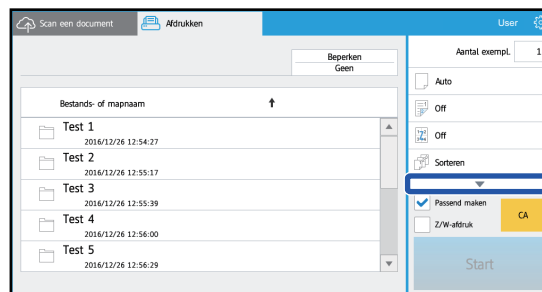 Scan een document
Afdrukken
User
Beperken
Geen
Bestands- of mapnaam
Test 1
2016/12/26 12:54:27
Test 2
2016/12/26 12:55:17
Test 3
2016/12/26 12:55:39
Test 4
2016/12/26 12:56:00
Test 5
2016/12/26 12:56:29
Aantal exempl. 1
Auto
Off
Off
Sorteren
Passend maken
Z/W-afdruk
CA
Start